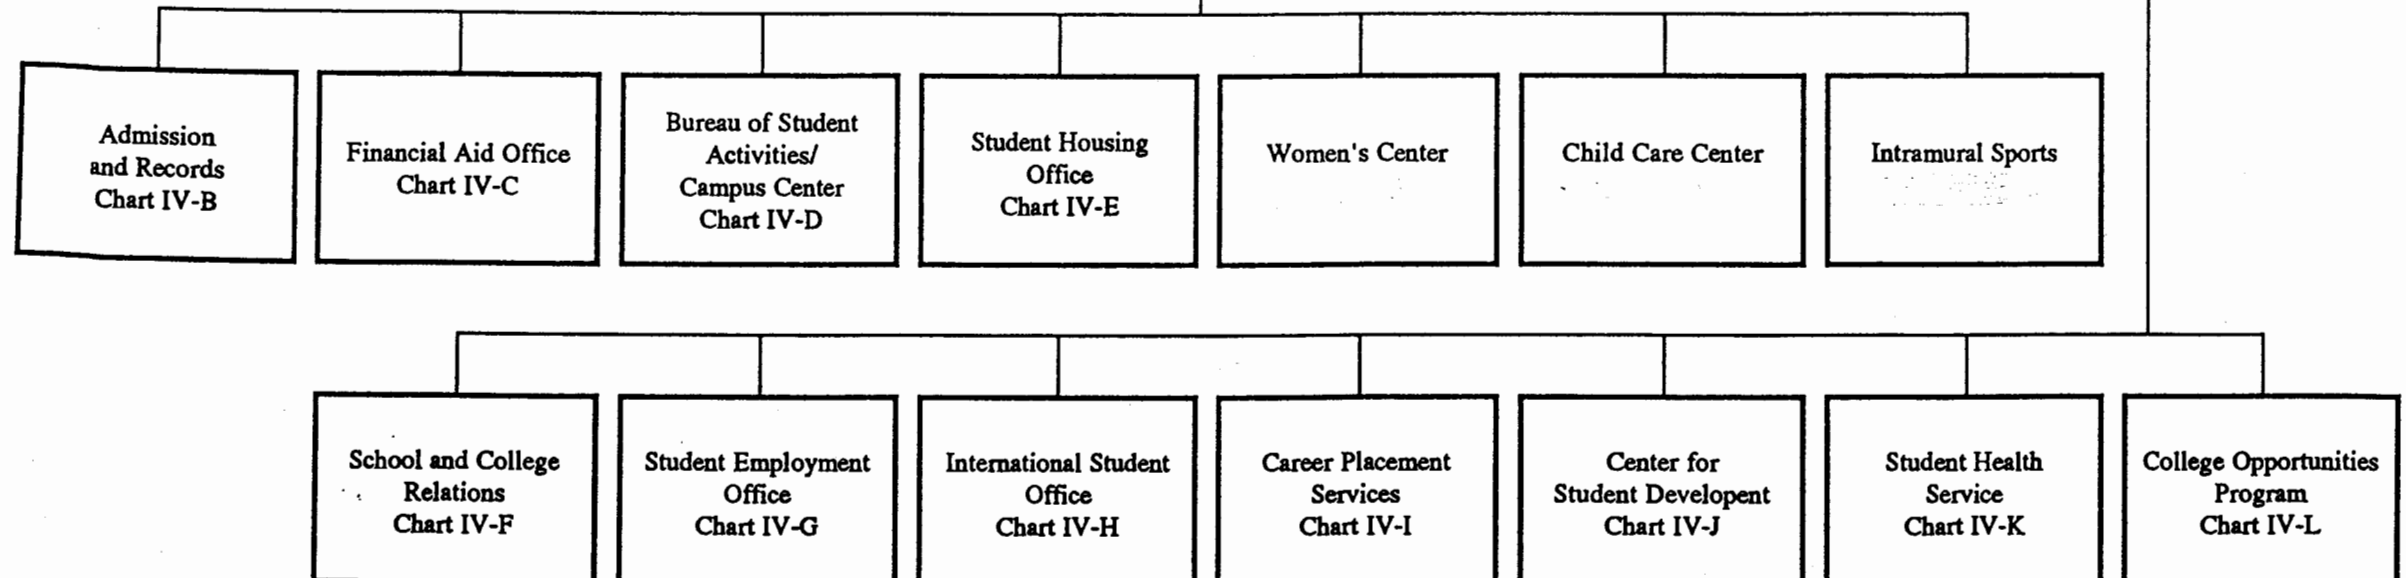 Admission
and Records
Chart IV-B
Financial Aid Office
Chart IV-C
Bureau of Student
Activities/
Campus Center
Chart IV-D
Student Housing
Office
Chart IV-E
Women's Center
Child Care Center
Intramural Sports
School and College
Relations
Chart IV-F
Student Employment
Office
Chart IV-G
International Student
Office
Chart IV-H
Career Placement
Services
Chart IV-I
Center for
Student Developent
Chart IV-J
Student Health
Service
Chart IV-K
College Opportunities
Program
Chart IV-L